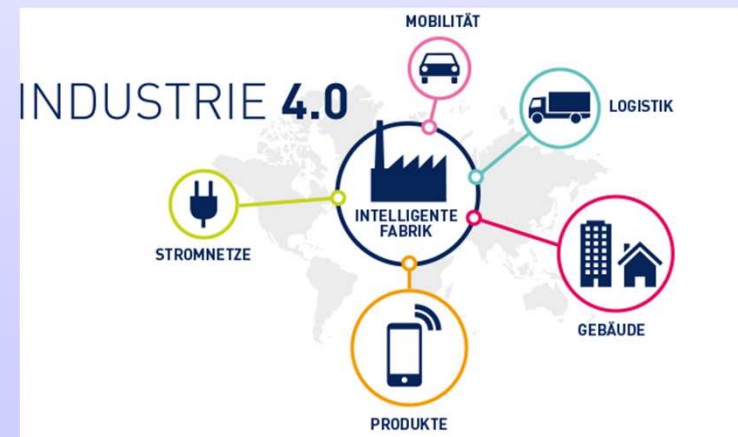 INDUSTRIE 4.0
MOBILITÄT
LOGISTIK
INTELLIGENTE
FABRIK
STROMNETZE
GEBÄUDE
PRODUKTE